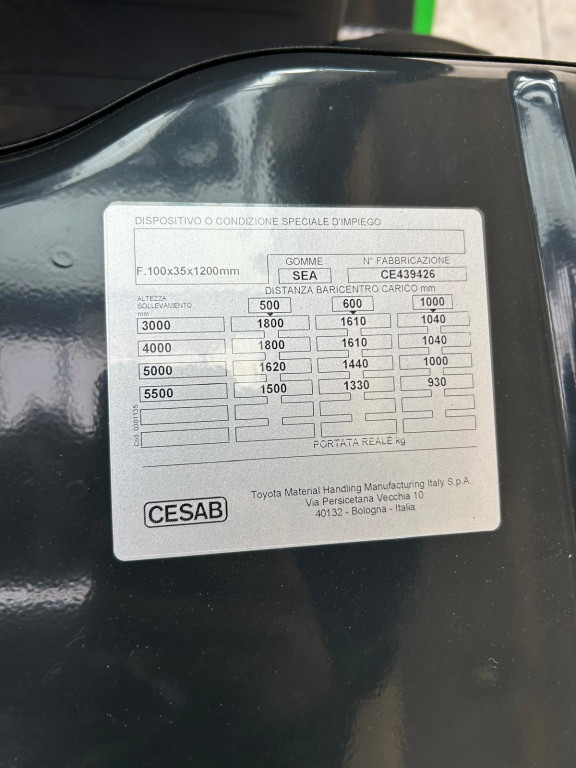 DISPOSITIVO O CONDIZIONE SPECIALE D'IMPIEGO
F.100x35x1200mm
GOMME N° FABBRICAZIONE
SEA CE439426
DISTANZA BARICENTRO CARICO mm
ALTEZZA
SOLLEVAMENTO
mm
500 600 1000
3000 1800 1610 1040
4000 1800 1610 1040
5000 1620 1440 1000
5500 1500 1330 930
Cod. 0301135
PORTATA REALE kg
CESAB
Toyota Material Handling Manufacturing Italy S.p.A.
Via Persicetana Vecchia 10
40132 - Bologna - Italia